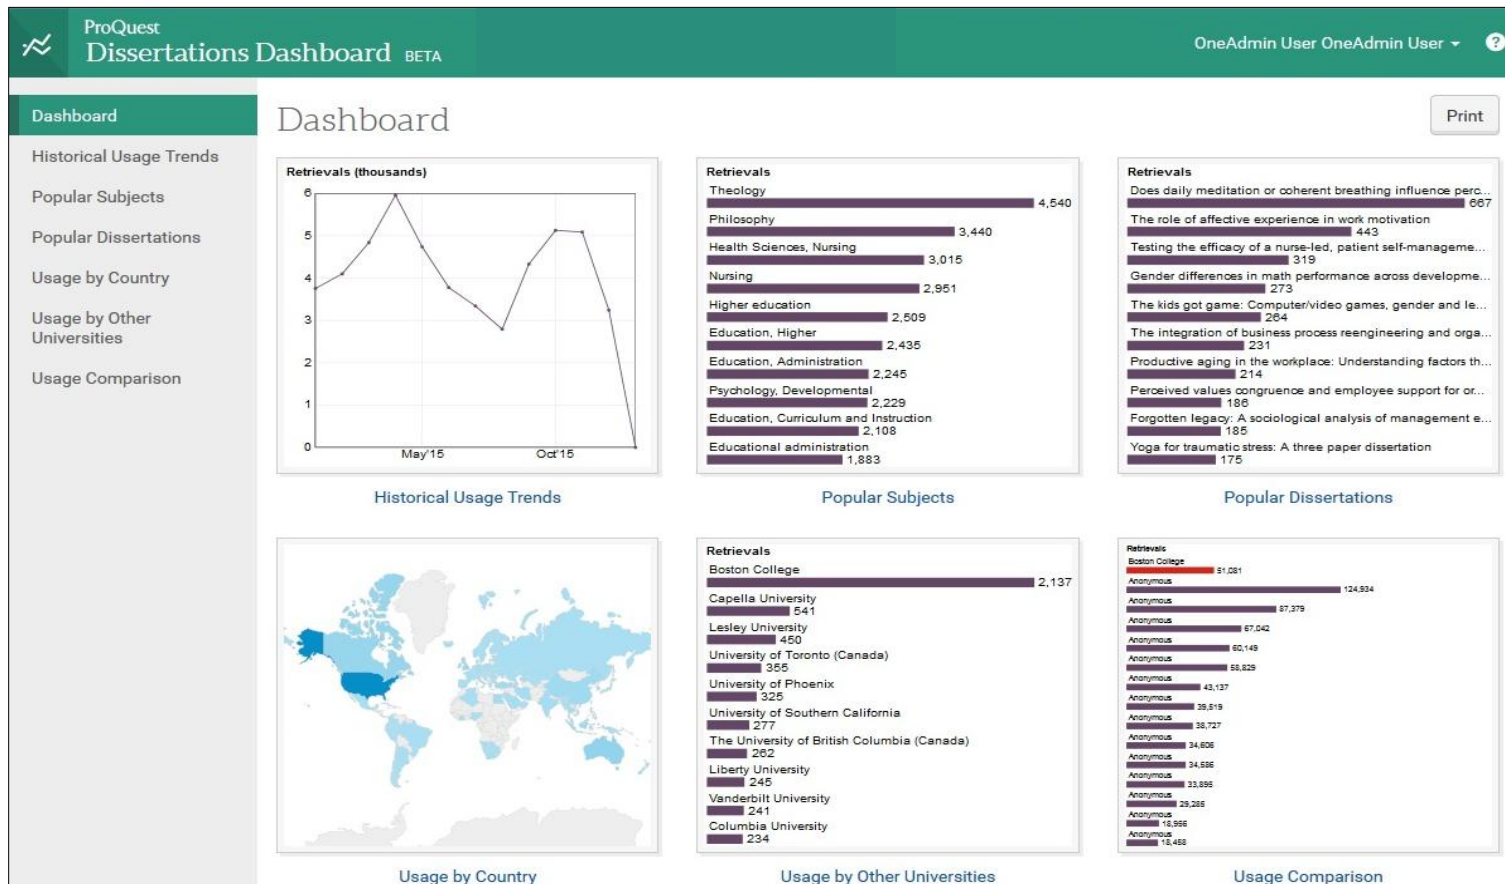 ProQuest
Dissertations Dashboard BETA
OneAdmin User OneAdmin User
?
Dashboard
Historical Usage Trends
Popular Subjects
Popular Dissertations
Usage by Country
Usage by Other
Universities
Usage Comparison
Dashboard
Print
Retrievals (thousands)
6
5
4
3
2
1
0
May'15
Oct'15
Historical Usage Trends
Retrievals
Theology
4,540
Philosophy
3,440
Health Sciences, Nursing
3,015
Nursing
2,951
Higher education
2,509
Education, Higher
2,435
Education, Administration
2,245
Psychology, Developmental
2,229
Education, Curriculum and Instruction
2,108
Educational administration
1,883
Popular Subjects
Retrievals
Does daily meditation or coherent breathing influence perc...
667
The role of affective experience in work motivation
443
Testing the efficacy of a nurse-led, patient self-manageme...
319
Gender differences in math performance across developme...
273
The kids got game: Computer/video games, gender and le...
264
The integration of business process reengineering and orga...
231
Productive aging in the workplace: Understanding factors th...
214
Perceived values congruence and employee support for or...
186
Forgotten legacy: A sociological analysis of management e...
185
Yoga for traumatic stress: A three paper dissertation
175
Popular Dissertations
Usage by Country
Retrievals
Boston College
2,137
Capella University
541
Lesley University
450
University of Toronto (Canada)
355
University of Phoenix
325
University of Southern California
277
The University of British Columbia (Canada)
262
Liberty University
245
Vanderbilt University
241
Columbia University
234
Usage by Other Universities
Retrievals
Boston College
51,081
Anonymous
124,934
Anonymous
87,379
Anonymous
67,042
Anonymous
60,149
Anonymous
58,829
Anonymous
43,137
Anonymous
39,519
Anonymous
38,727
Anonymous
34,606
Anonymous
34,586
Anonymous
33,895
Anonymous
29,285
Anonymous
18,956
Anonymous
18,458
Usage Comparison